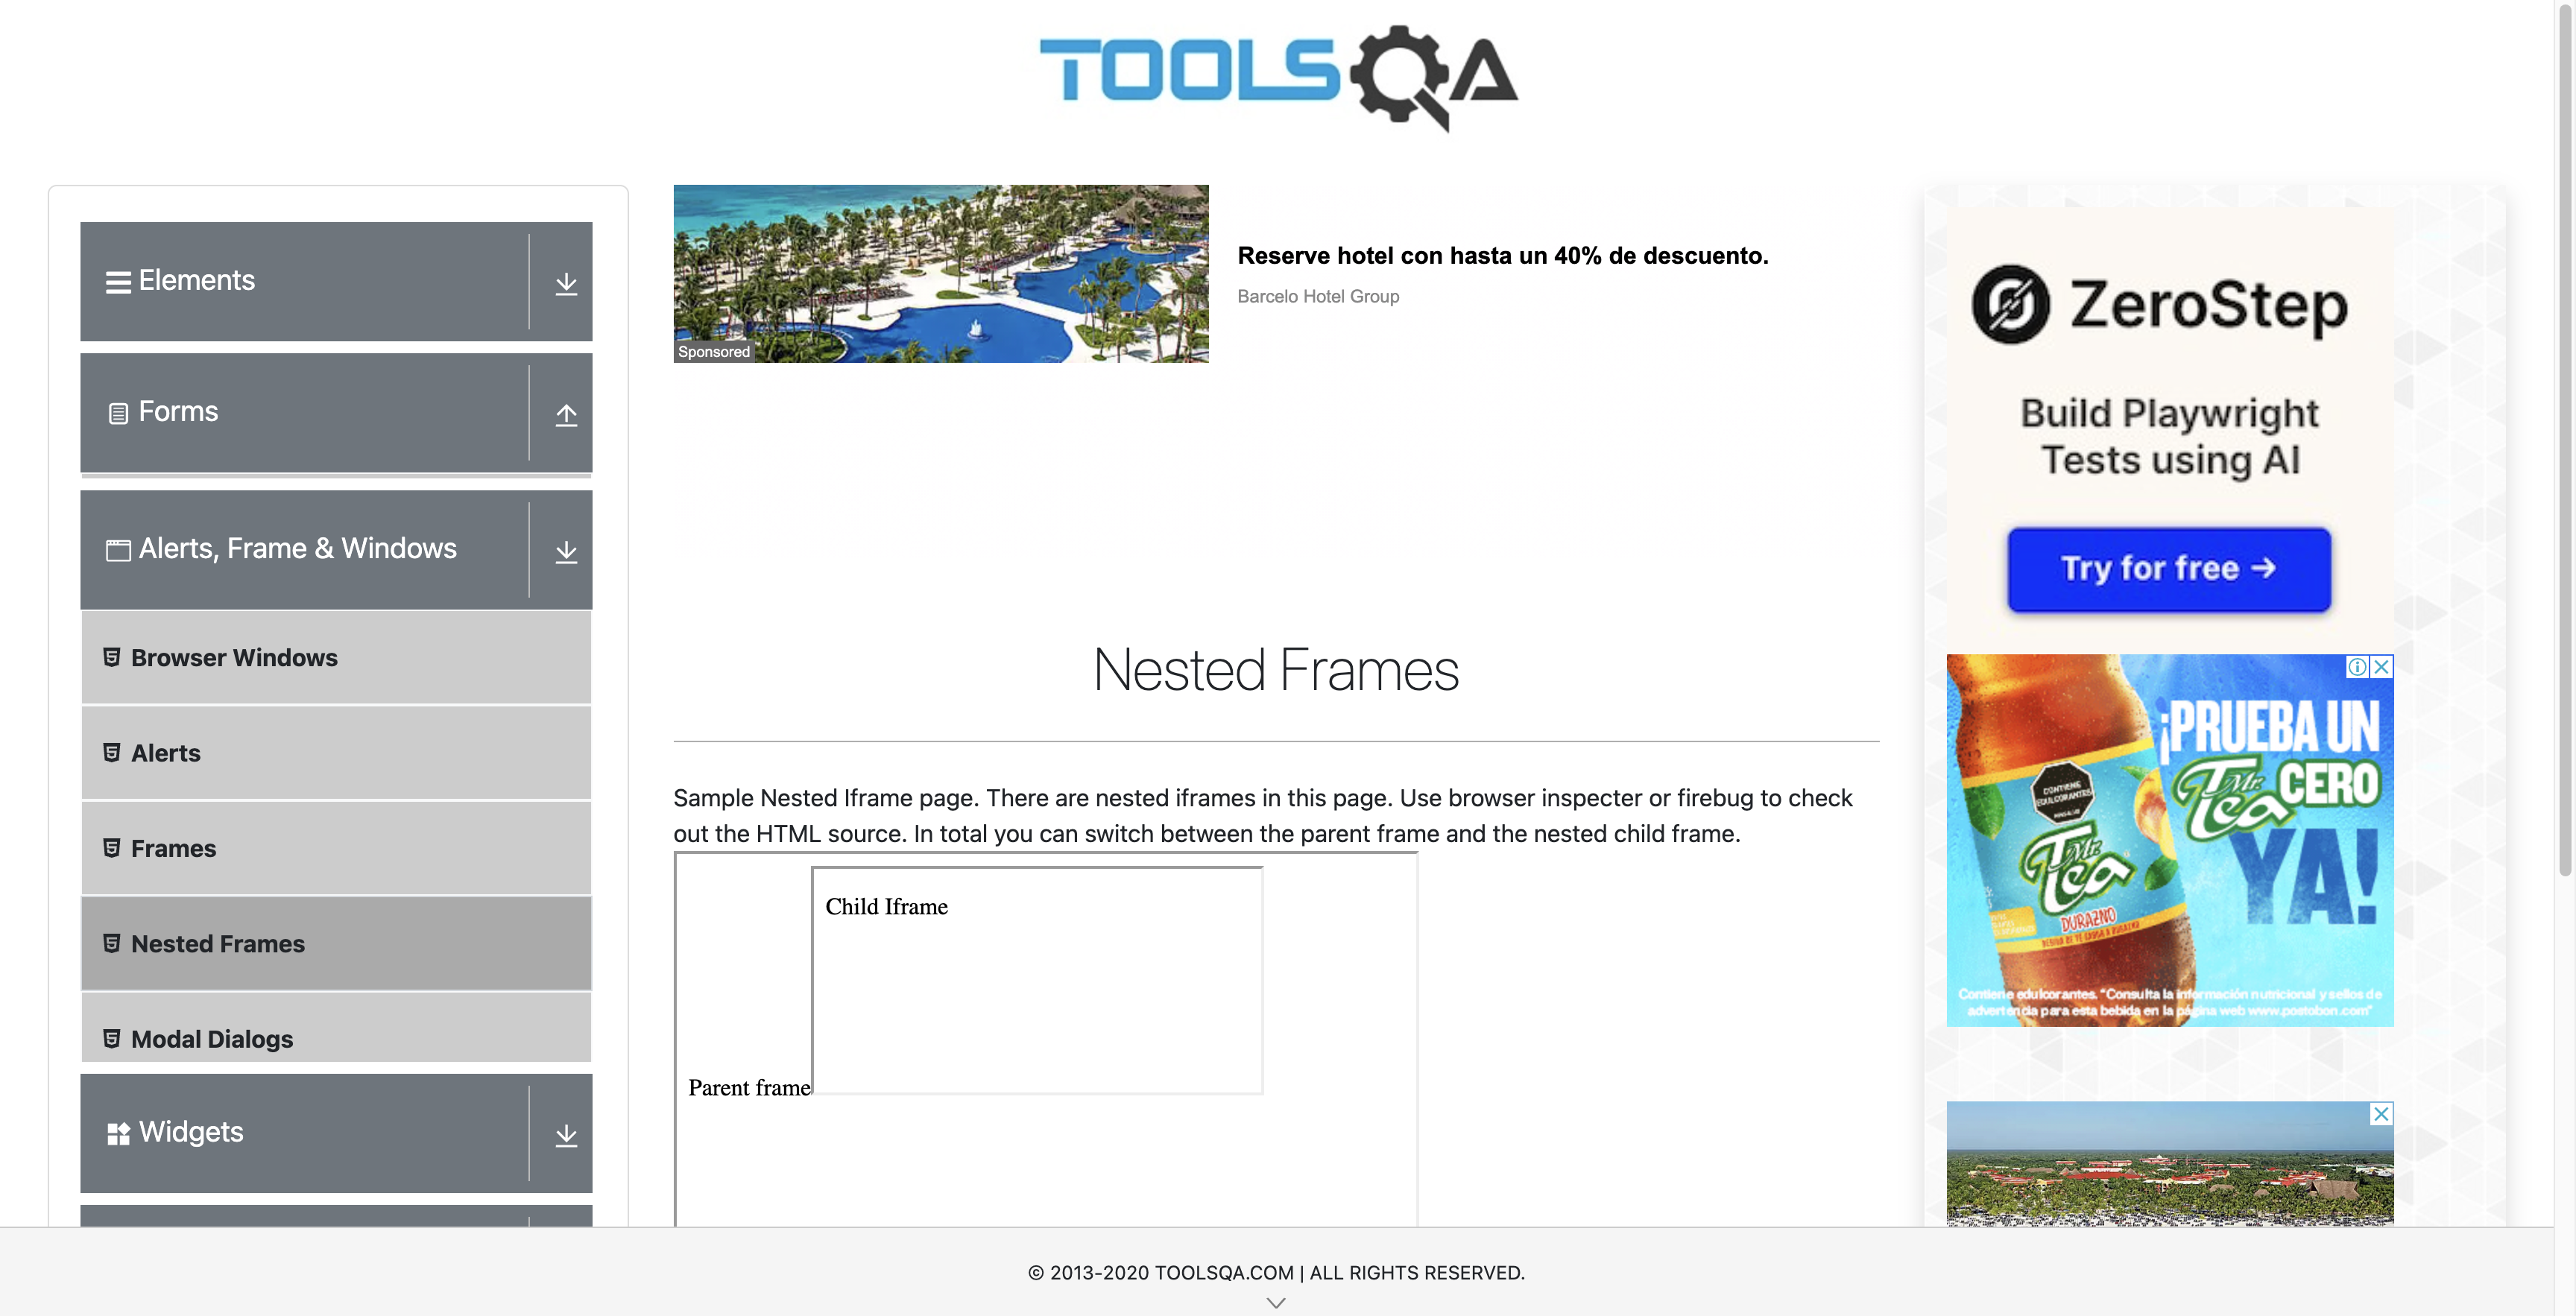 TOOLSQA
Elements
Forms
Alerts, Frame & Windows
Browser Windows
Alerts
Frames
Nested Frames
Modal Dialogs
Widgets
Sponsored
Reserve hotel con hasta un 40% de descuento.
Barcelo Hotel Group
Nested Frames
Sample Nested Iframe page. There are nested iframes in this page. Use browser inspecter or firebug to check
out the HTML source. In total you can switch between the parent frame and the nested child frame.
Child Iframe
Parent frame
ZeroStep
Build Playwright
Tests using AI
Try for free →
¡PRUEBA UN
Mr. Tea CERO
YA!
CONTIENE
EDULCORANTES
Mr. Tea
DURAZNO
Contiene edulcorantes. "Consulta la información nutricional y sellos de
advertencia para esta bebida en la página web www.postobon.com"
© 2013-2020 TOOLSQA.COM | ALL RIGHTS RESERVED.